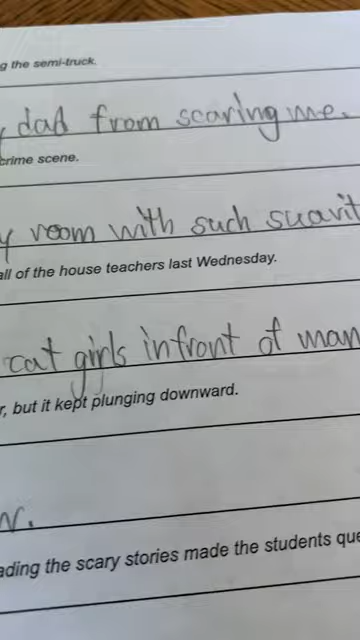 g the semi-truck.
dad from scaring me.
crime scene.
y room with such suavit
all of the house teachers last Wednesday.
cat girls infront of man
r, but it kept plunging downward.
w.
ading the scary stories made the students que